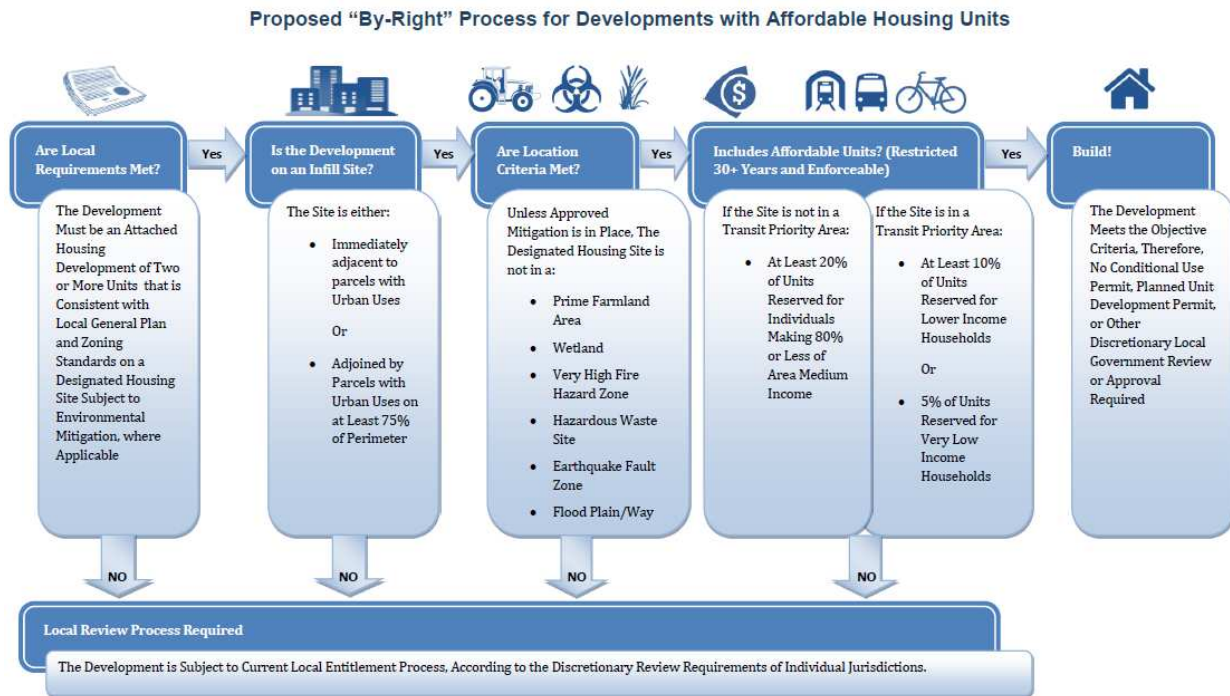 Proposed “By-Right” Process for Developments with Affordable Housing Units
Are Local
Requirements Met?
The Development
Must be an Attached
Housing
Development of Two
or More Units that is
Consistent with
Local General Plan
and Zoning
Standards on a
Designated Housing
Site Subject to
Environmental
Mitigation, where
Applicable
Yes
Is the Development
on an Infill Site?
The Site is either:
• Immediately
adjacent to
parcels with
Urban Uses
Or
• Adjoined by
Parcels with
Urban Uses on
at Least 75%
of Perimeter
Yes
Are Location
Criteria Met?
Unless Approved
Mitigation is in Place, The
Designated Housing Site is
not in a:
• Prime Farmland
Area
• Wetland
• Very High Fire
Hazard Zone
• Hazardous Waste
Site
• Earthquake Fault
Zone
• Flood Plain/Way
Yes
Includes Affordable Units? (Restricted
30+ Years and Enforceable)
If the Site is not in a
Transit Priority Area:
• At Least 20%
of Units
Reserved for
Individuals
Making 80%
or Less of
Area Medium
Income
If the Site is in a
Transit Priority Area:
• At Least 10%
of Units
Reserved for
Lower Income
Households
Or
• 5% of Units
Reserved for
Very Low
Income
Households
Yes
Build!
The Development
Meets the Objective
Criteria, Therefore,
No Conditional Use
Permit, Planned Unit
Development Permit,
or Other
Discretionary Local
Government Review
or Approval
Required
NO
NO
NO
NO
Local Review Process Required
The Development is Subject to Current Local Entitlement Process, According to the Discretionary Review Requirements of Individual Jurisdictions.
$